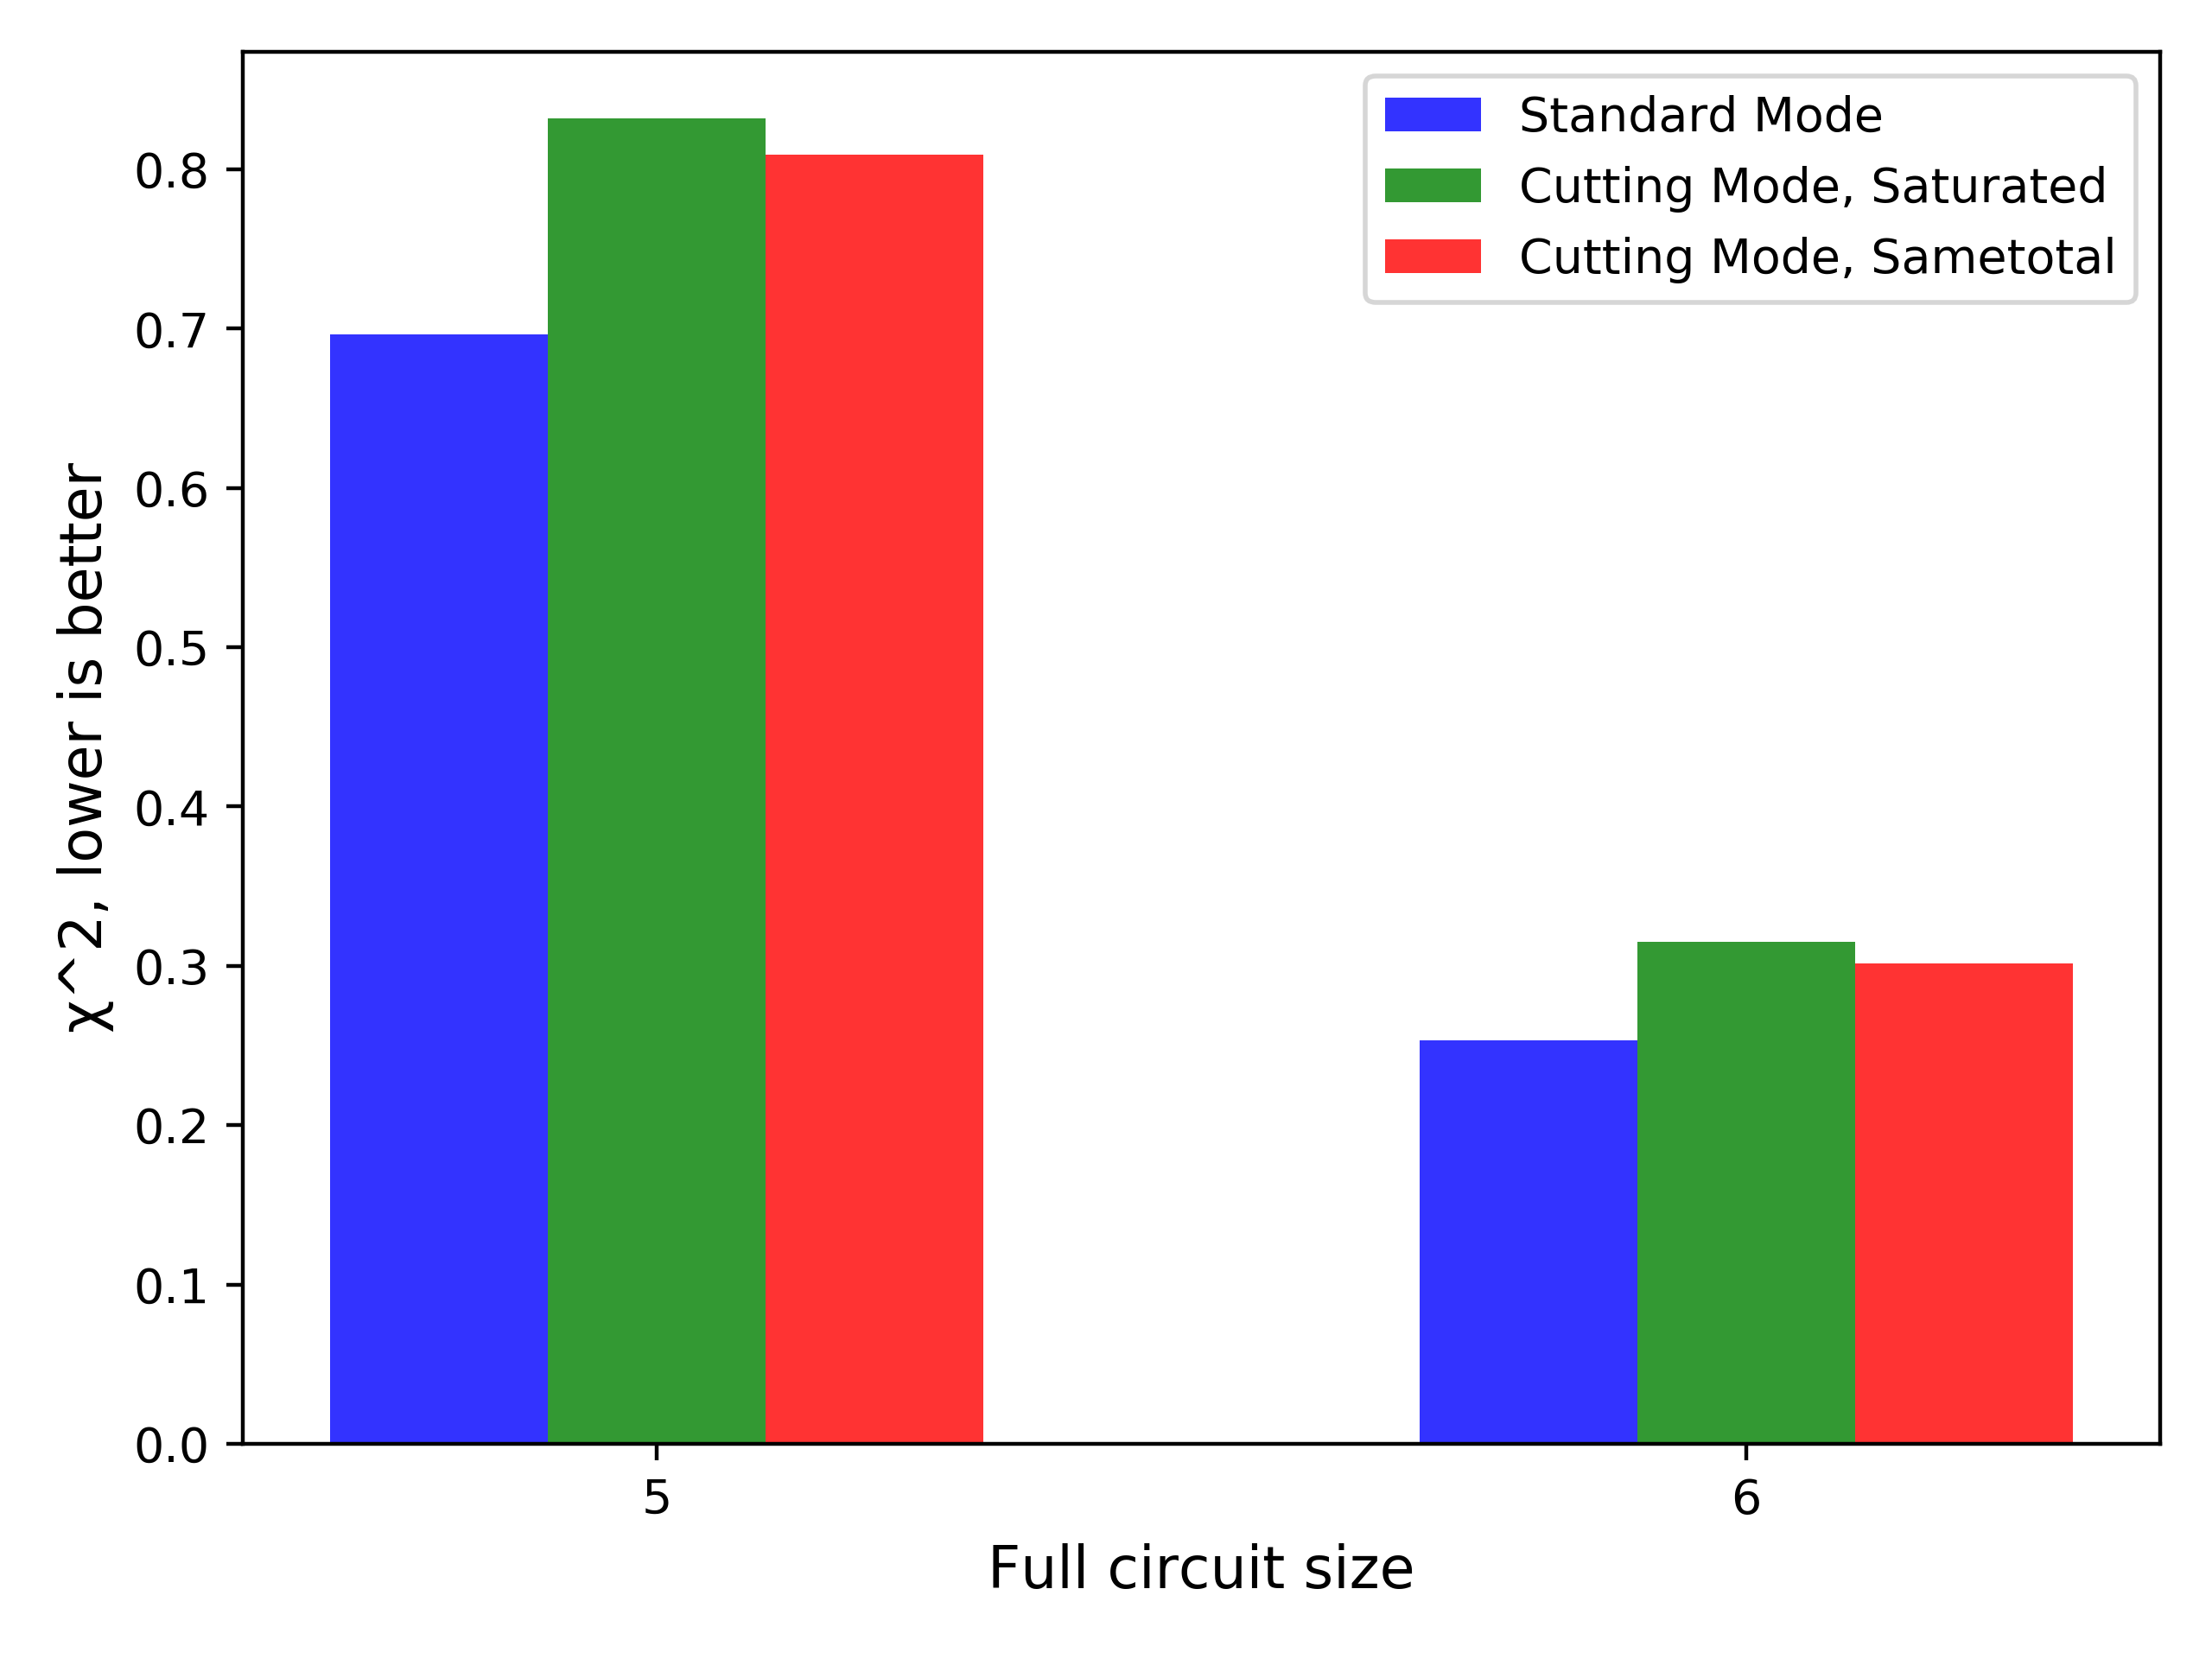 Standard Mode
Cutting Mode, Saturated
Cutting Mode, Sametotal
χ^2, lower is better
0.8
0.7
0.6
0.5
0.4
0.3
0.2
0.1
0.0
5 6
Full circuit size